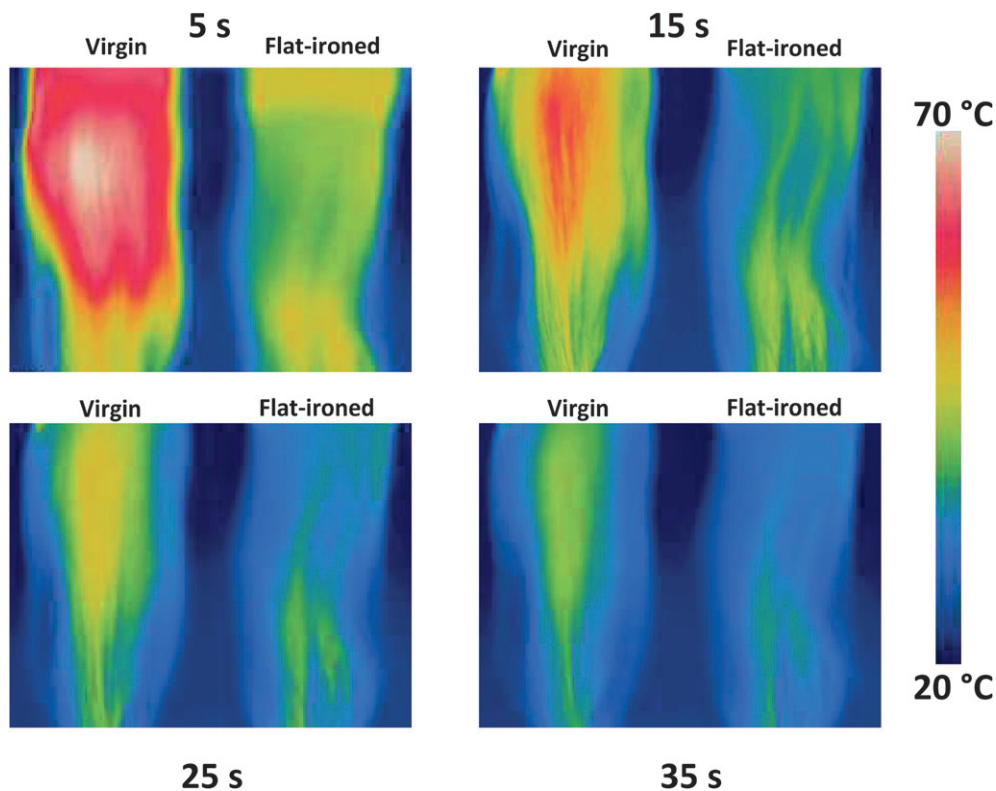 5 s
Virgin Flat-ironed
15 s
Virgin Flat-ironed
70 °C
Virgin Flat-ironed
Virgin Flat-ironed
20 °C
25 s
35 s